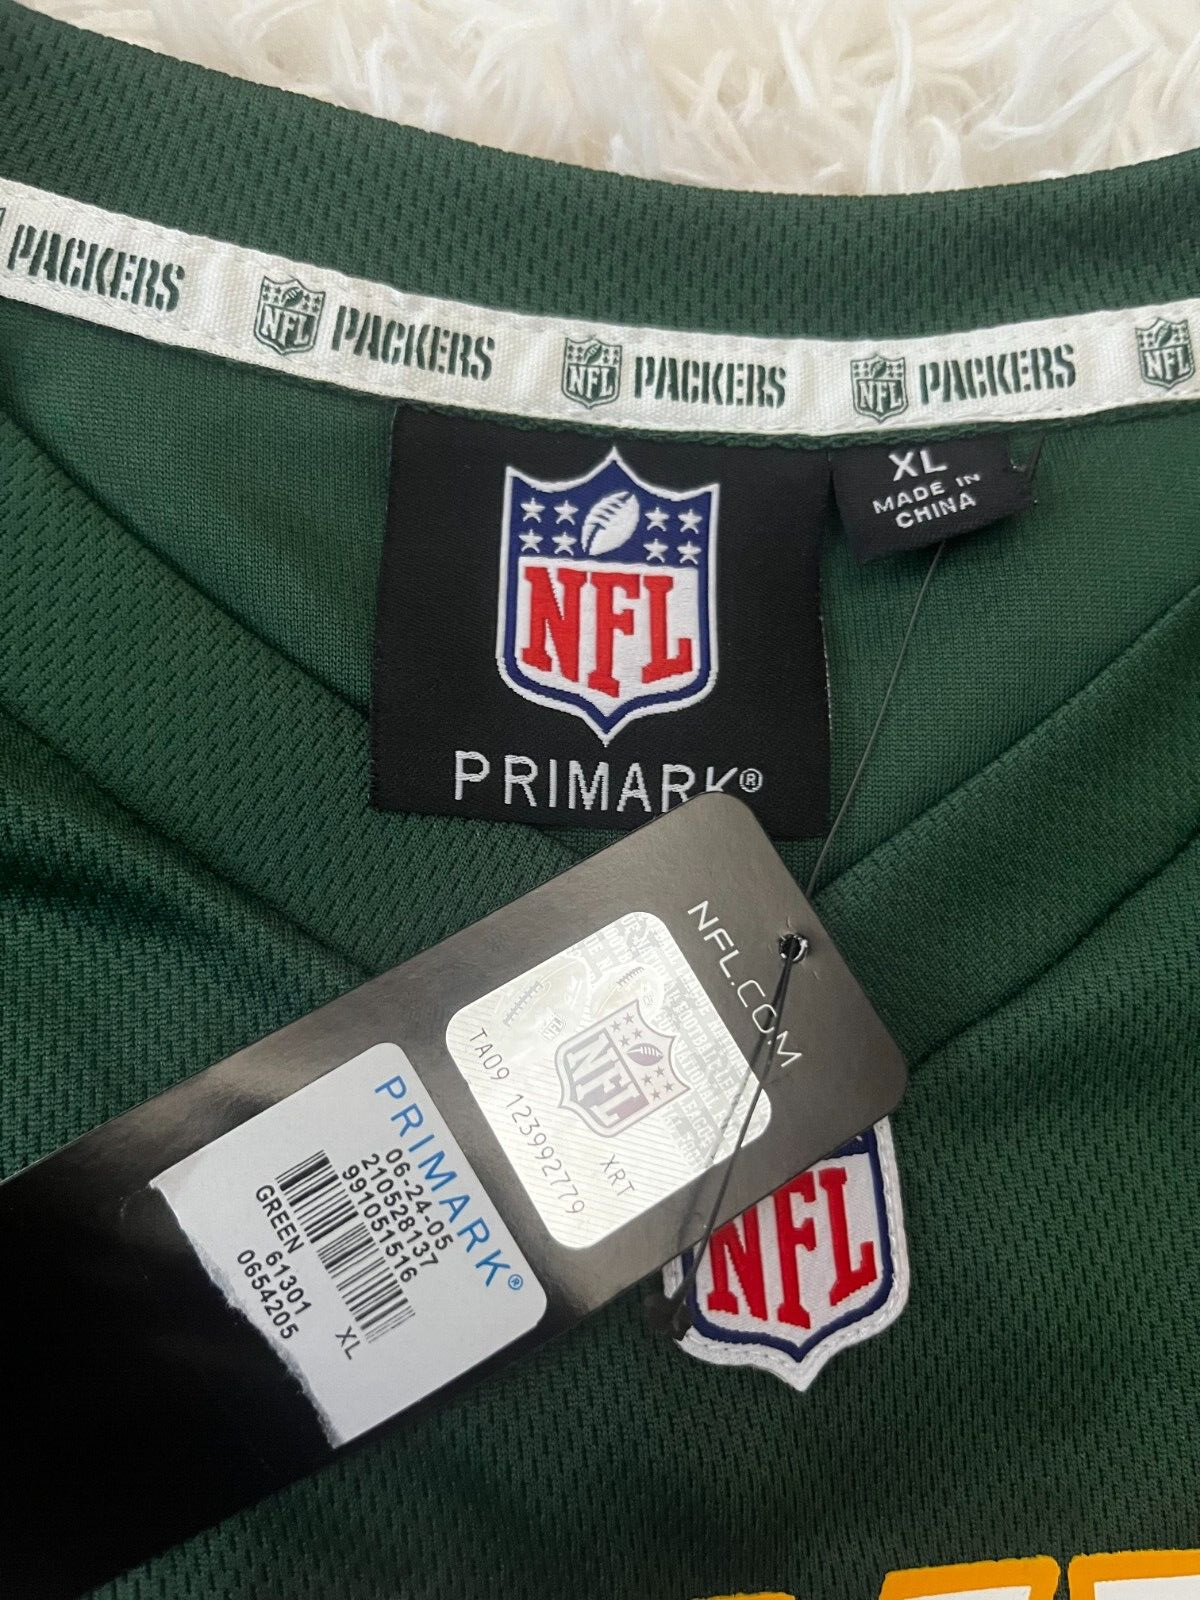 PACKERS NFL PACKERS NFL PACKERS NFL PACKERS NFL
NFL
PRIMARK®
XL
MADE IN
CHINA
NFL.COM
NFL
NFL
TA09 123992779
XRT
PRIMARK®
06-24-05
210528137
991051516
GREEN 61301 XL
0654205
NFL